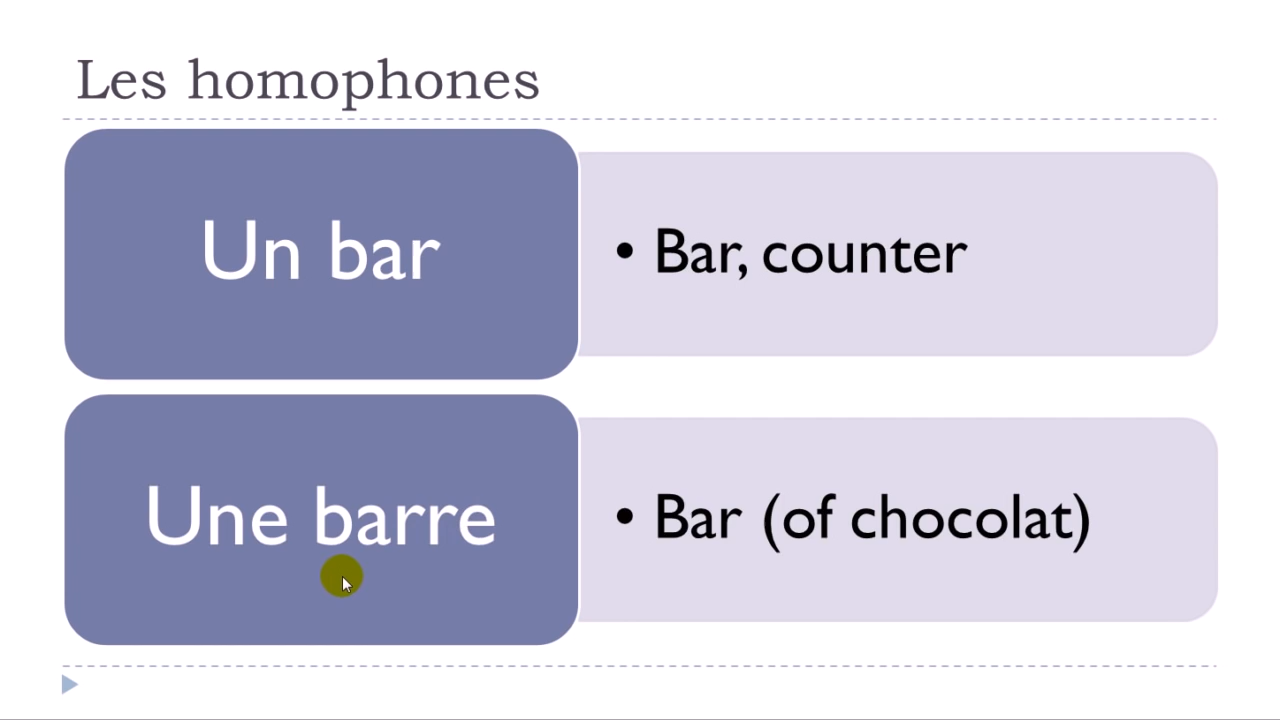 Les homophones
Un bar
• Bar, counter
Une barre
• Bar (of chocolat)